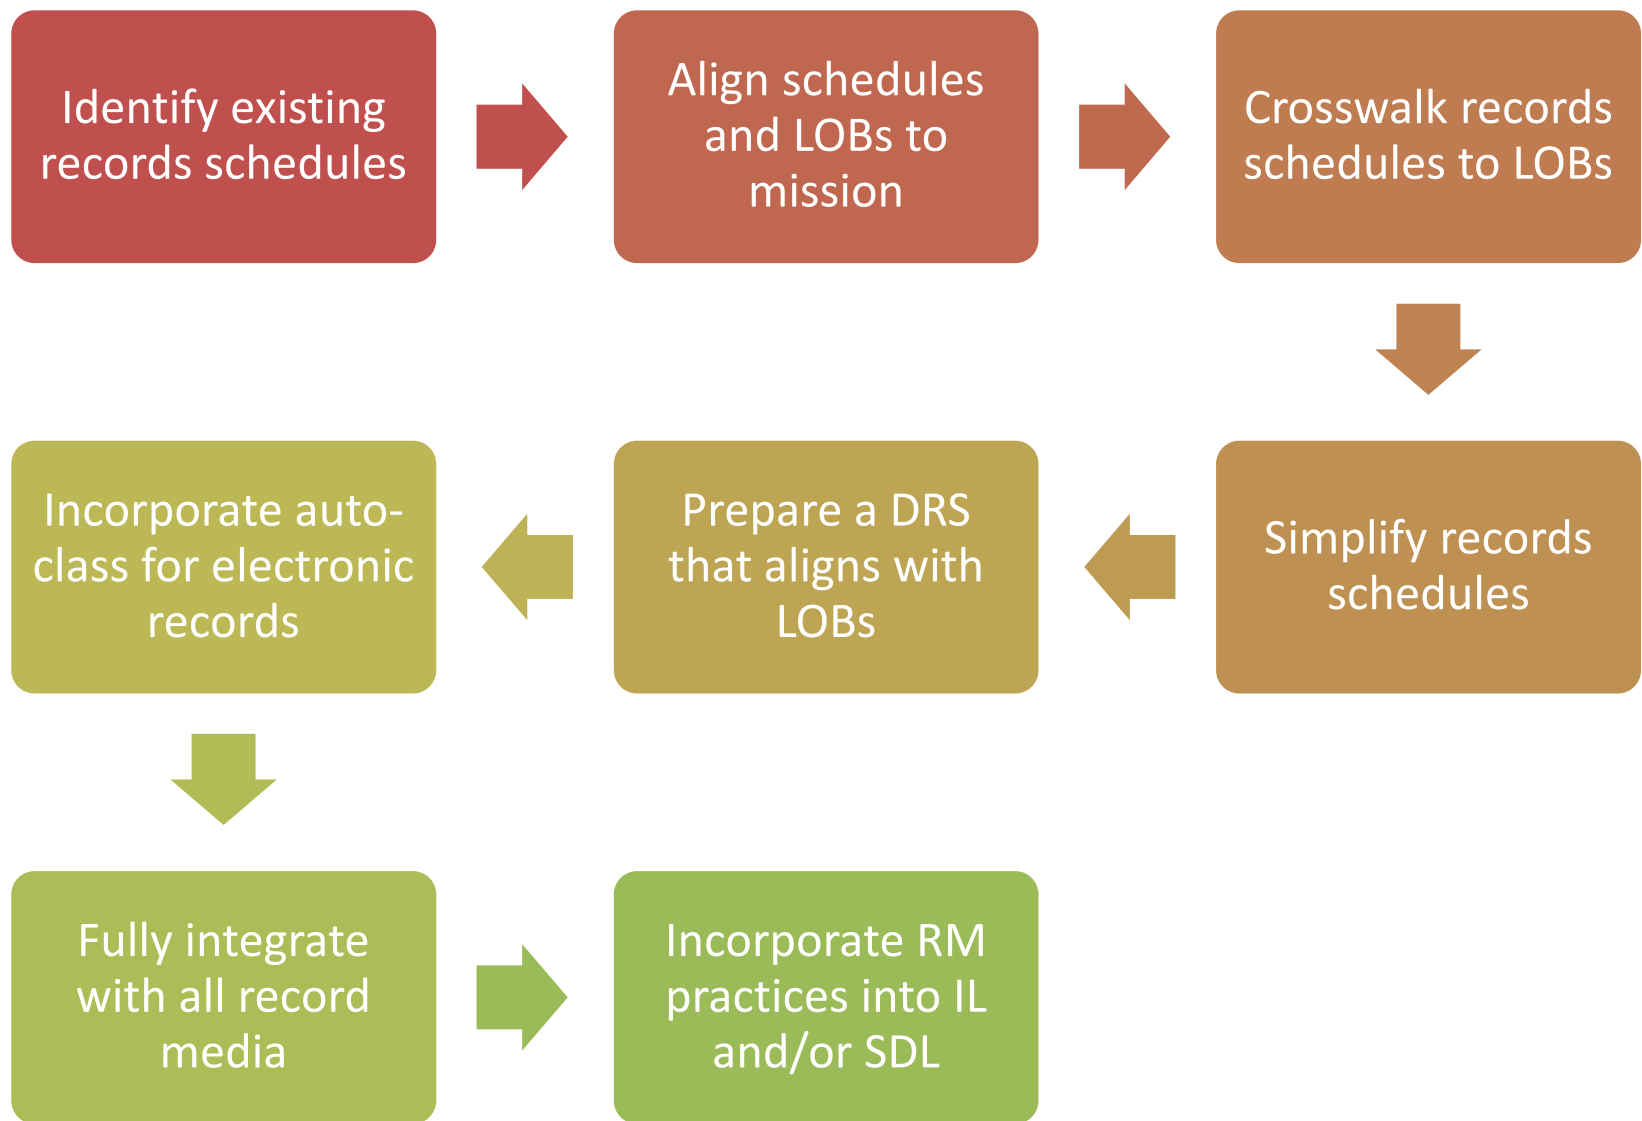 Identify existing
records schedules
Align schedules
and LOBs to
mission
Crosswalk records
schedules to LOBs
Simplify records
schedules
Prepare a DRS
that aligns with
LOBs
Incorporate auto-
class for electronic
records
Fully integrate
with all record
media
Incorporate RM
practices into IL
and/or SDL